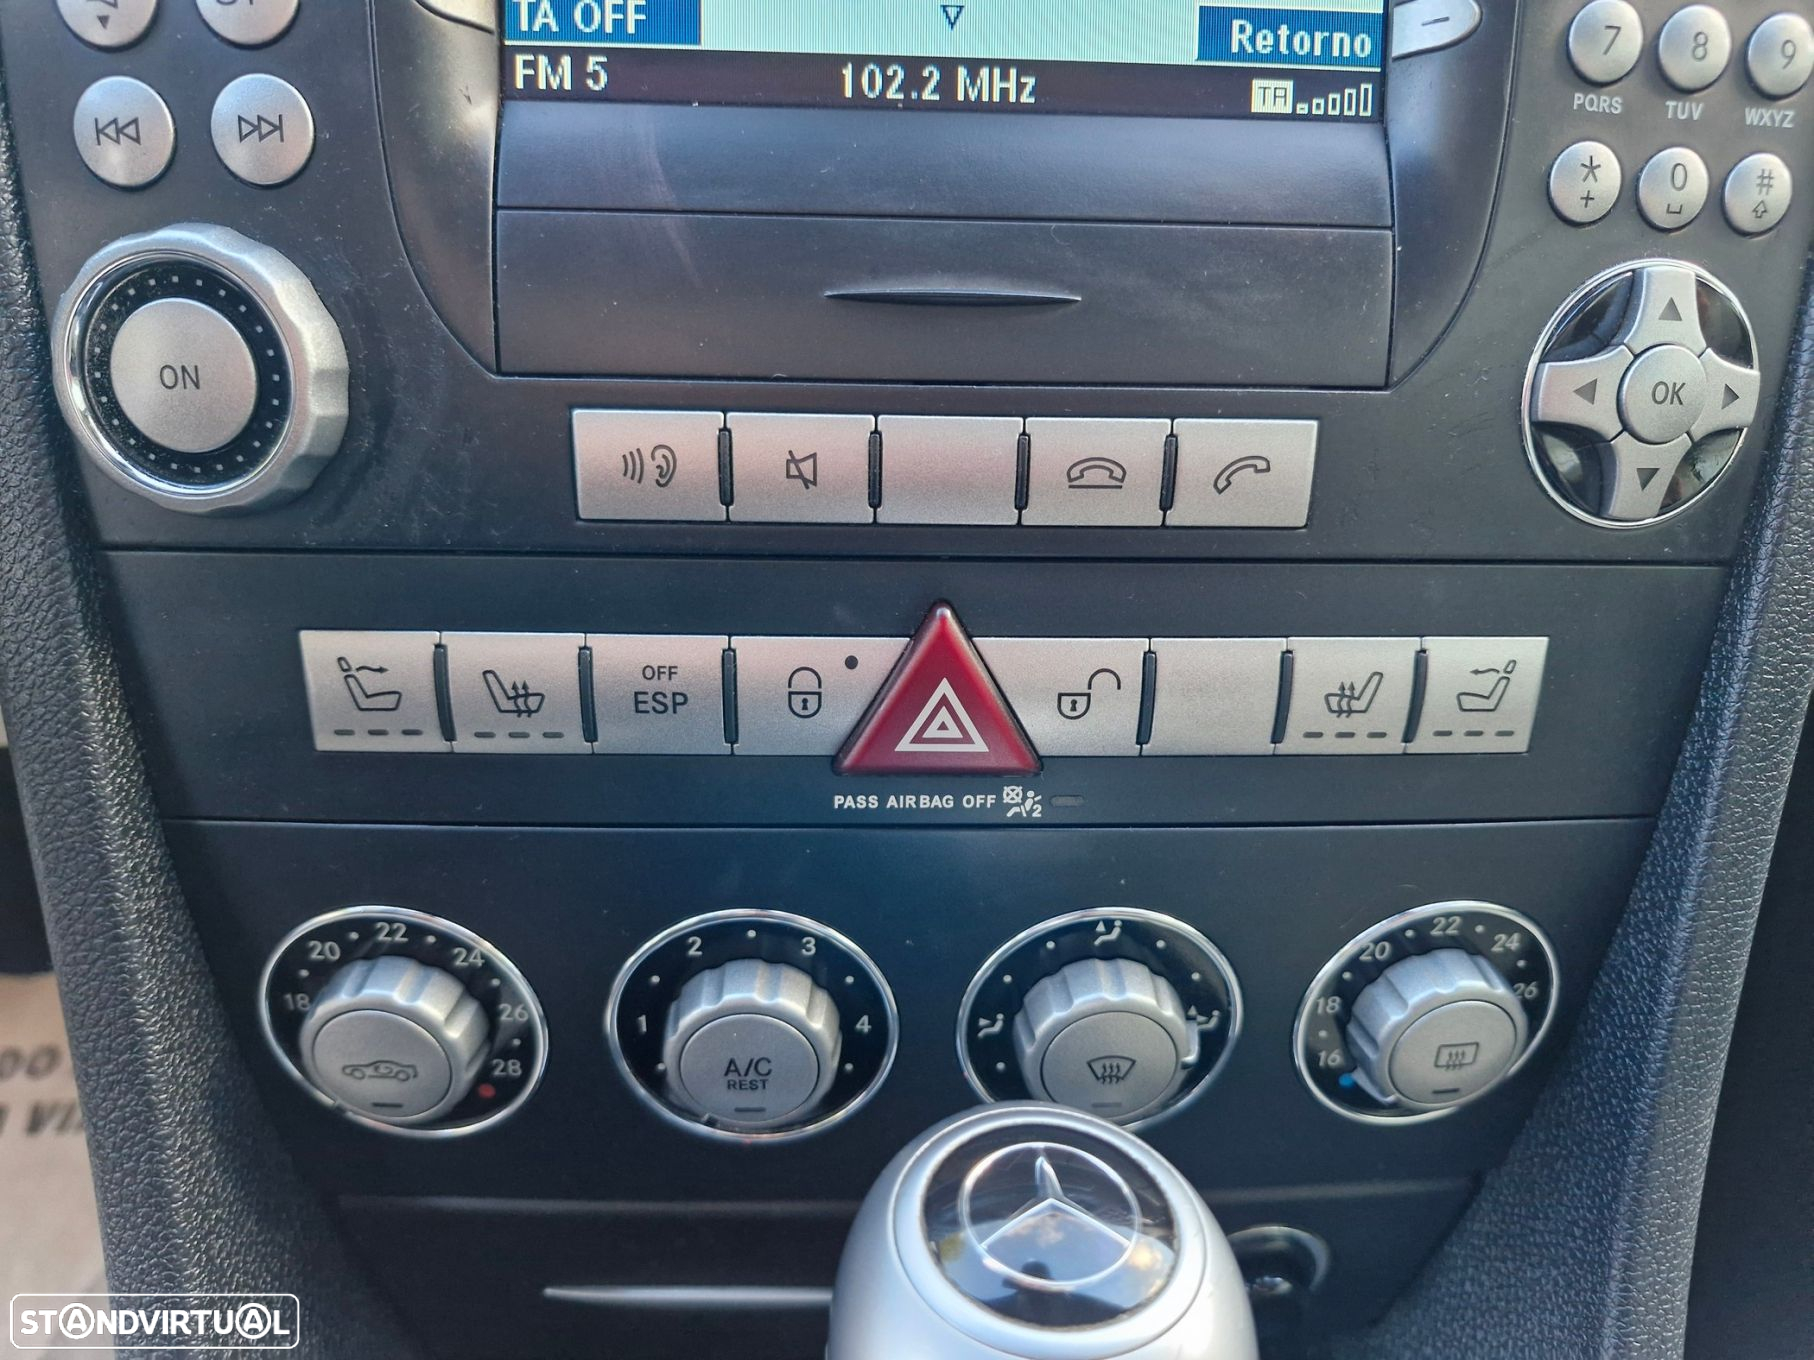 TA OFF
Retorno
FM 5
102.2 MHz
TA
7
8
9
PQRS
TUV
WXYZ
*
0
#
+
ON
OK
OFF
ESP
PASS AIRBAG OFF
2
18
20
22
24
26
28
1
2
3
4
A/C
REST
16
18
20
22
24
26
STANDVIRTUAL